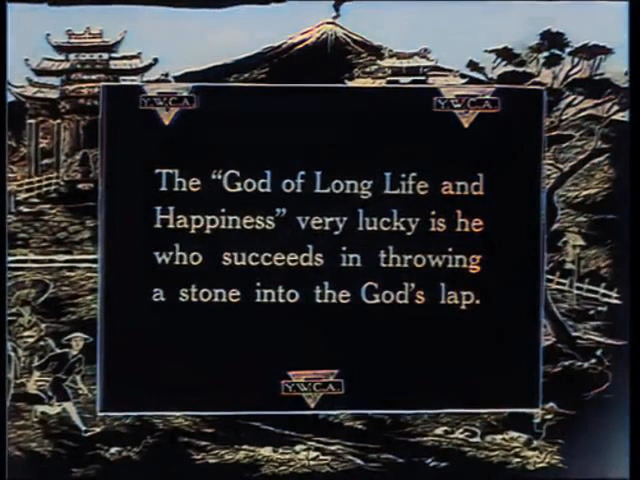 Y.W.C.A. Y.W.C.A.
The "God of Long Life and
Happiness" very lucky is he
who succeeds in throwing
a stone into the God's lap.
Y.W.C.A.